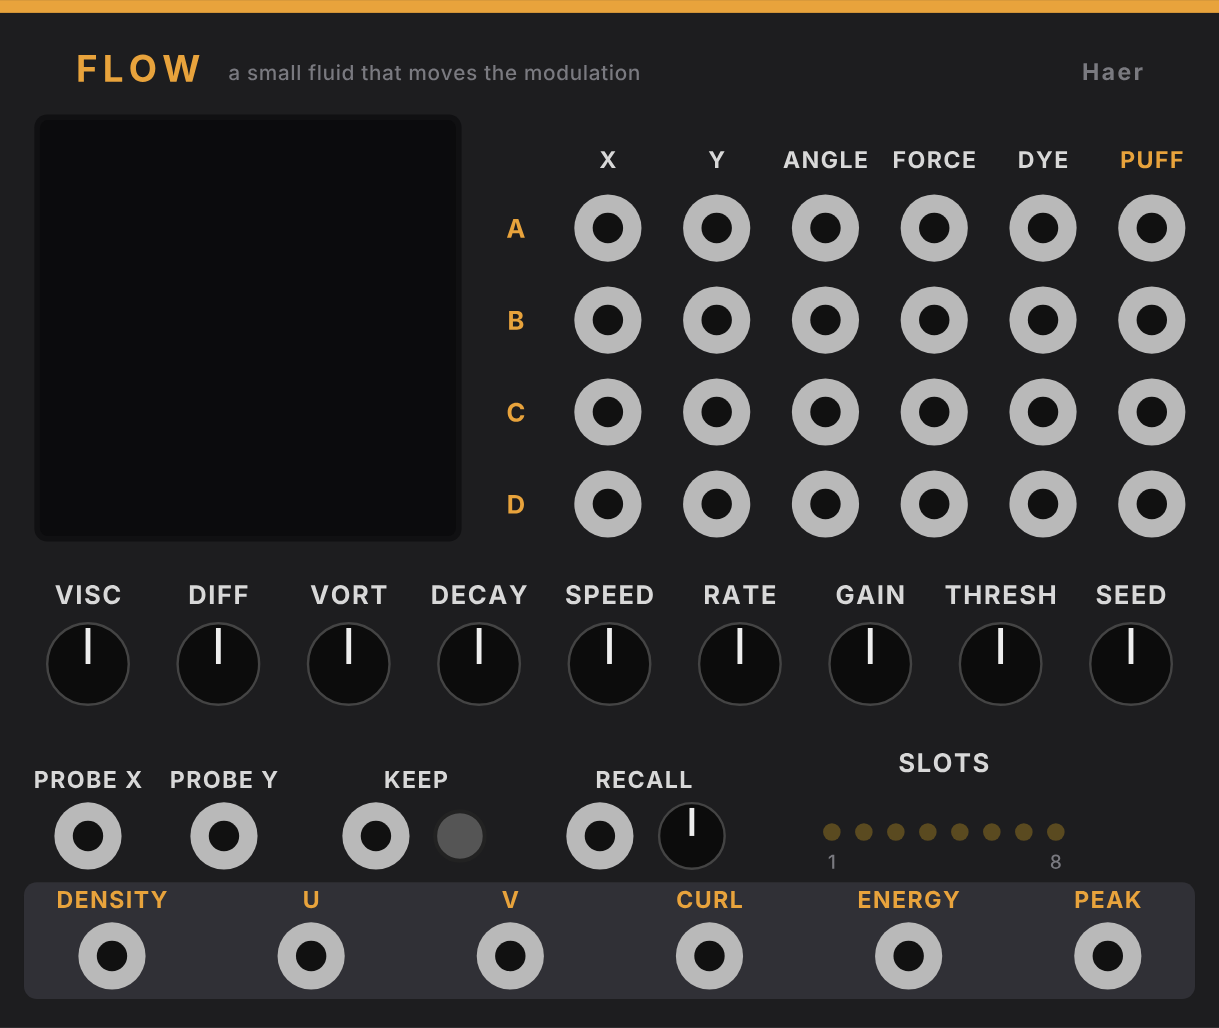 FLOW a small fluid that moves the modulation Haer
X Y ANGLE FORCE DYE PUFF
A
B
C
D
VISC DIFF VORT DECAY SPEED RATE GAIN THRESH SEED
SLOTS
PROBE X PROBE Y KEEP RECALL
1 8
DENSITY U V CURL ENERGY PEAK